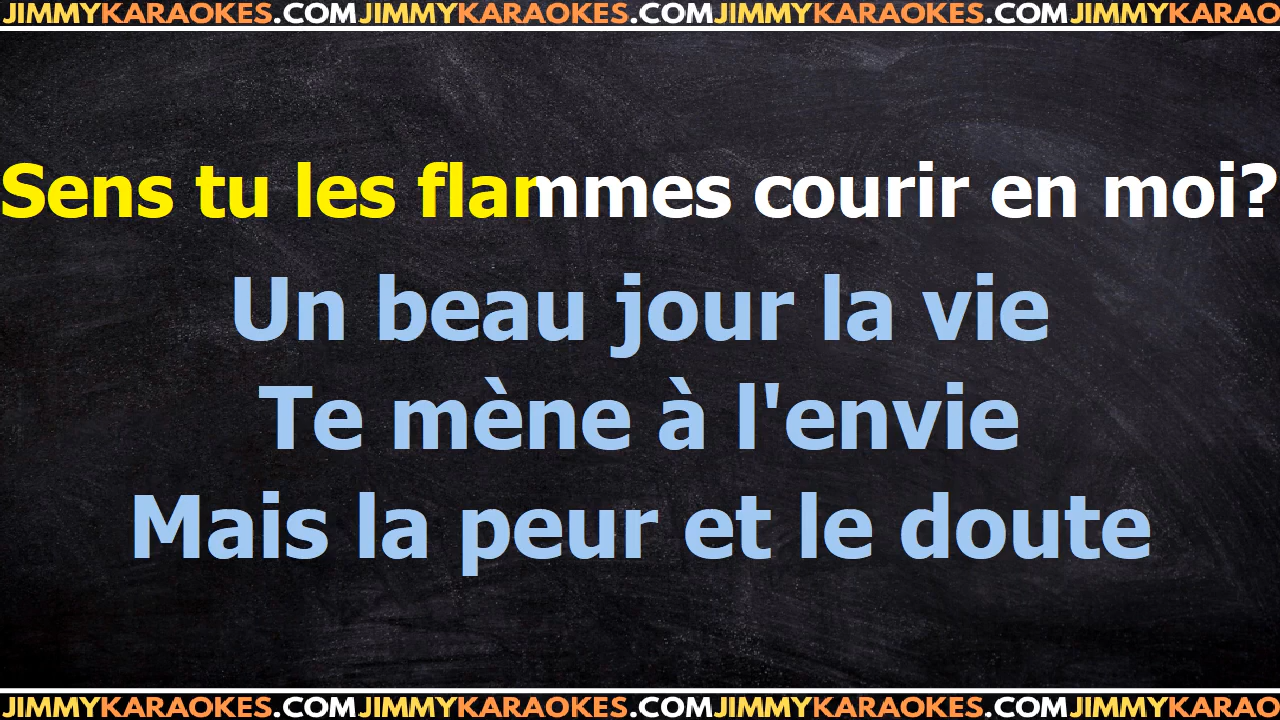 JIMMYKARAOKES.COMJIMMYKARAOKES.COMJIMMYKARAOKES.COMJIMMYKARAO
Sens tu les flammes courir en moi?
Un beau jour la vie
Te mène à l'envie
Mais la peur et le doute
JIMMYKARAOKES.COMJIMMYKARAOKES.COMJIMMYKARAOKES.COMJIMMYKARAO